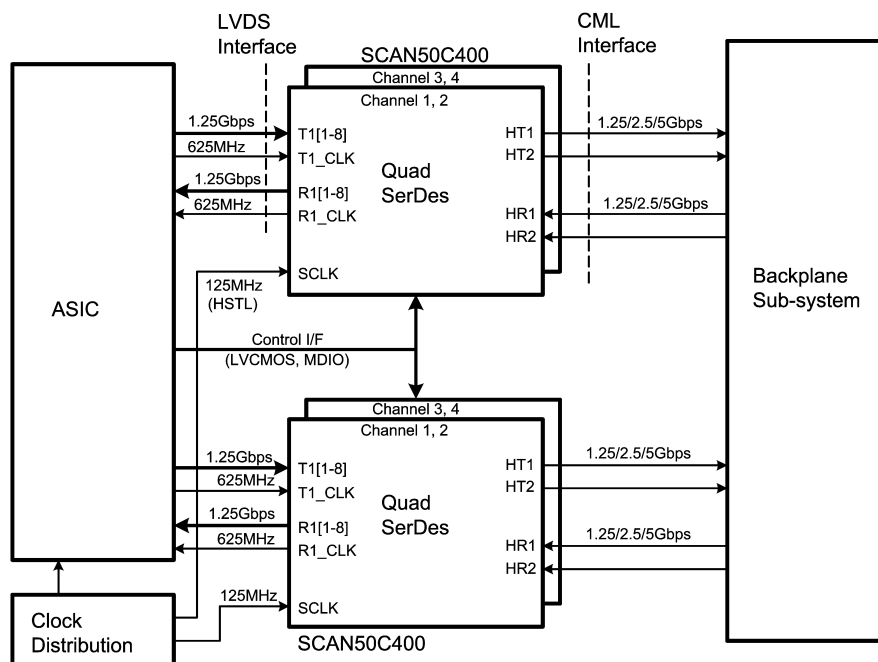 LVDS
Interface
CML
Interface
SCAN50C400
Channel 3, 4
Channel 1, 2
1.25Gbps
T1[1-8]
HT1
1.25/2.5/5Gbps
625MHz
T1_CLK
HT2
Quad
SerDes
1.25Gbps
R1[1-8]
625MHz
R1_CLK
HR1
1.25/2.5/5Gbps
HR2
SCLK
125MHz
(HSTL)
ASIC
Backplane
Sub-system
Control I/F
(LVCMOS, MDIO)
Channel 3, 4
Channel 1, 2
1.25Gbps
T1[1-8]
HT1
1.25/2.5/5Gbps
625MHz
T1_CLK
HT2
Quad
SerDes
1.25Gbps
R1[1-8]
625MHz
R1_CLK
HR1
1.25/2.5/5Gbps
HR2
125MHz
SCLK
Clock
Distribution
SCAN50C400